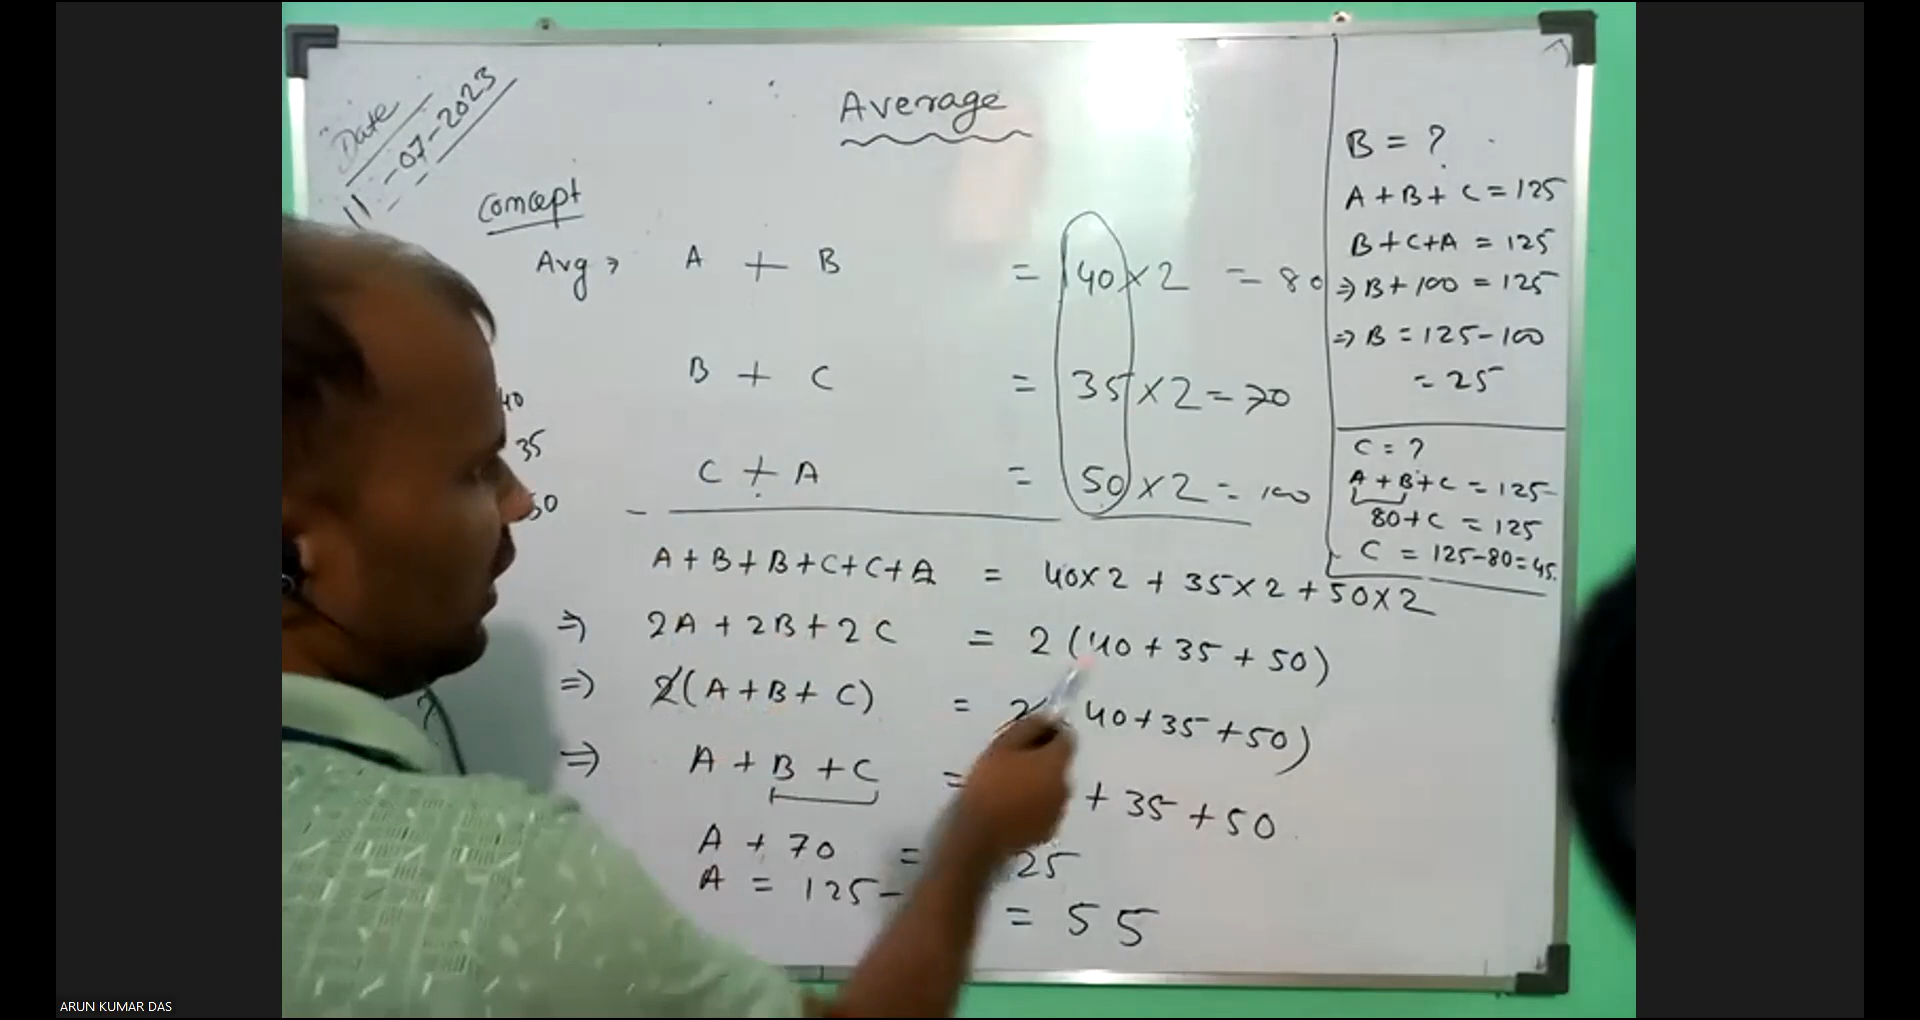 Date
11-07-2023
Average
Concept
Avg → A + B = 40 × 2 = 80
B + C = 35 × 2 = 70
C + A = 50 × 2 = 100
40
35
50
A + B + B + C + C + A = 40×2 + 35×2 + 50×2
⇒ 2A + 2B + 2C = 2 (40 + 35 + 50)
⇒ 2(A + B + C) = 2 40 + 35 + 50)
⇒ A + B + C = + 35 + 50
A + 70 = 25
A = 125 - = 55
B = ?
A + B + C = 125
B + C + A = 125
⇒ B + 100 = 125
⇒ B = 125 - 100
= 25
C = ?
A + B + C = 125
80 + C = 125
C = 125 - 80 = 45.
ARUN KUMAR DAS